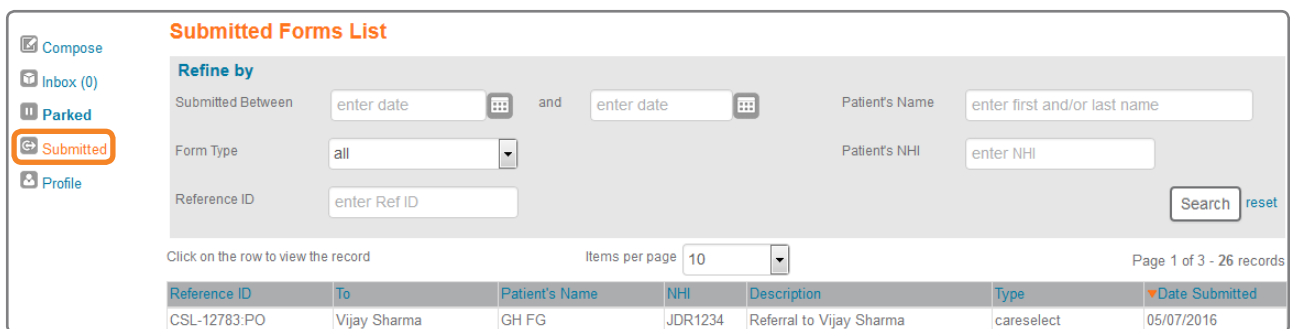 Submitted Forms List
Compose
Inbox (0)
Parked
Submitted
Profile
Refine by
Submitted Between enter date and enter date Patient's Name enter first and/or last name
Form Type all Patient's NHI enter NHI
Reference ID enter Ref ID Search reset
Click on the row to view the record Items per page 10 Page 1 of 3 - 26 records
Reference ID To Patient's Name NHI Description Type Date Submitted
CSL-12783:PO Vijay Sharma GH FG JDR1234 Referral to Vijay Sharma careselect 05/07/2016